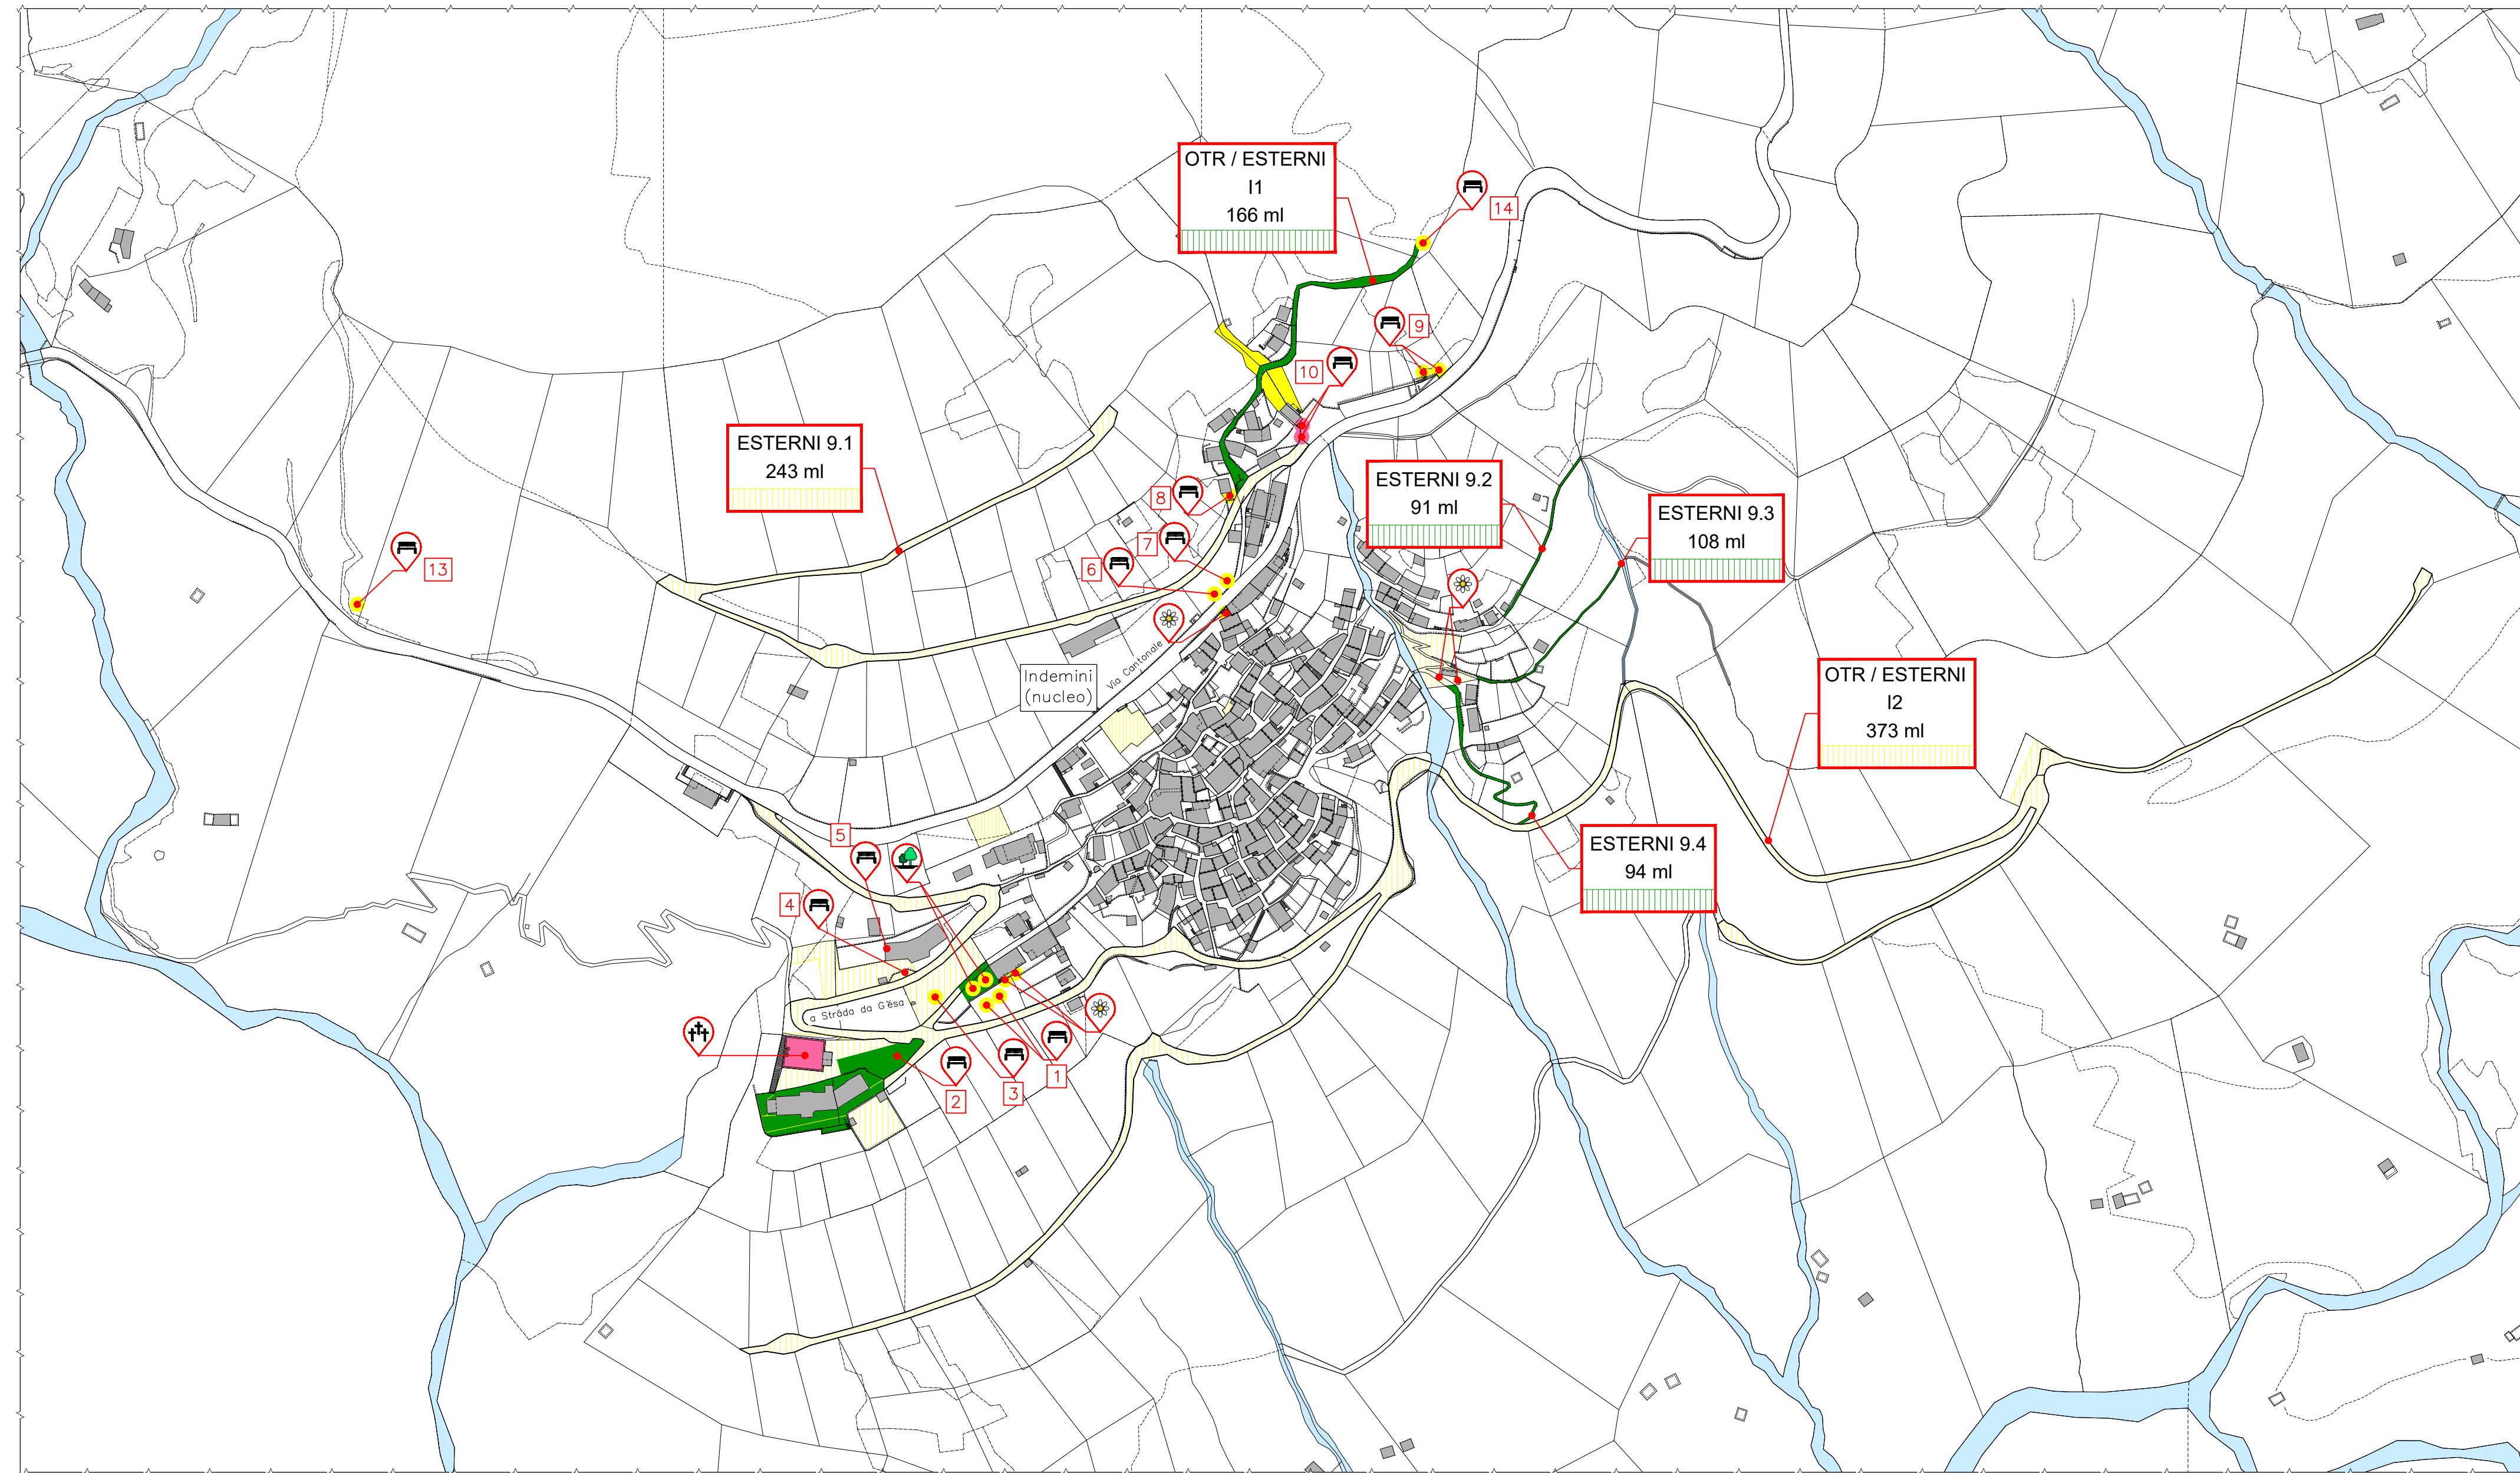 OTR / ESTERNI
I1
166 ml
14
9
10
ESTERNI 9.1
243 ml
ESTERNI 9.2
91 ml
8
ESTERNI 9.3
108 ml
7
6
13
Via Cantonale
Indemini
(nucleo)
OTR / ESTERNI
I2
373 ml
5
ESTERNI 9.4
94 ml
4
a Stráda da G'ésa
1
3
2